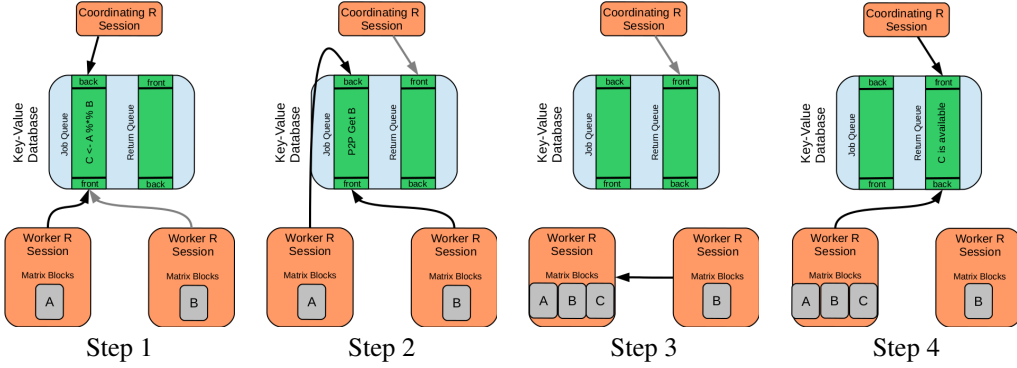 Coordinating R
Session
Key-Value
Database
Job Queue
back
C <- A %*% B
front
Return Queue
front
back
Worker R
Session
Matrix Blocks
A
Worker R
Session
Matrix Blocks
B
Step 1
Coordinating R
Session
Key-Value
Database
Job Queue
back
P2P Get B
front
Return Queue
front
back
Worker R
Session
Matrix Blocks
A
Worker R
Session
Matrix Blocks
B
Step 2
Coordinating R
Session
Key-Value
Database
Job Queue
back
front
Return Queue
front
back
Worker R
Session
Matrix Blocks
A B C
Worker R
Session
Matrix Blocks
B
Step 3
Coordinating R
Session
Key-Value
Database
Job Queue
back
front
Return Queue
front
C is available
back
Worker R
Session
Matrix Blocks
A B C
Worker R
Session
Matrix Blocks
B
Step 4